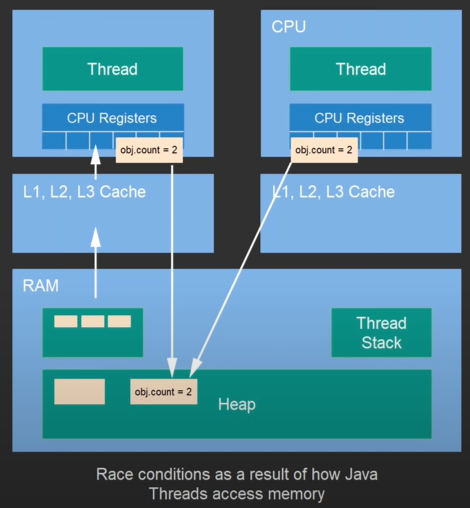 CPU
Thread
Thread
CPU Registers
CPU Registers
obj.count = 2
obj.count = 2
L1, L2, L3 Cache
L1, L2, L3 Cache
RAM
Thread
Stack
obj.count = 2
Heap
Race conditions as a result of how Java
Threads access memory